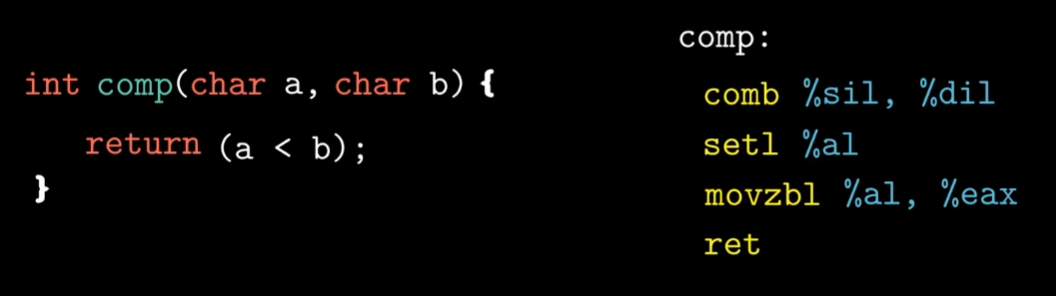 int comp(char a, char b) {
return (a < b);
}
comp:
comb %sil, %dil
setl %al
movzbl %al, %eax
ret